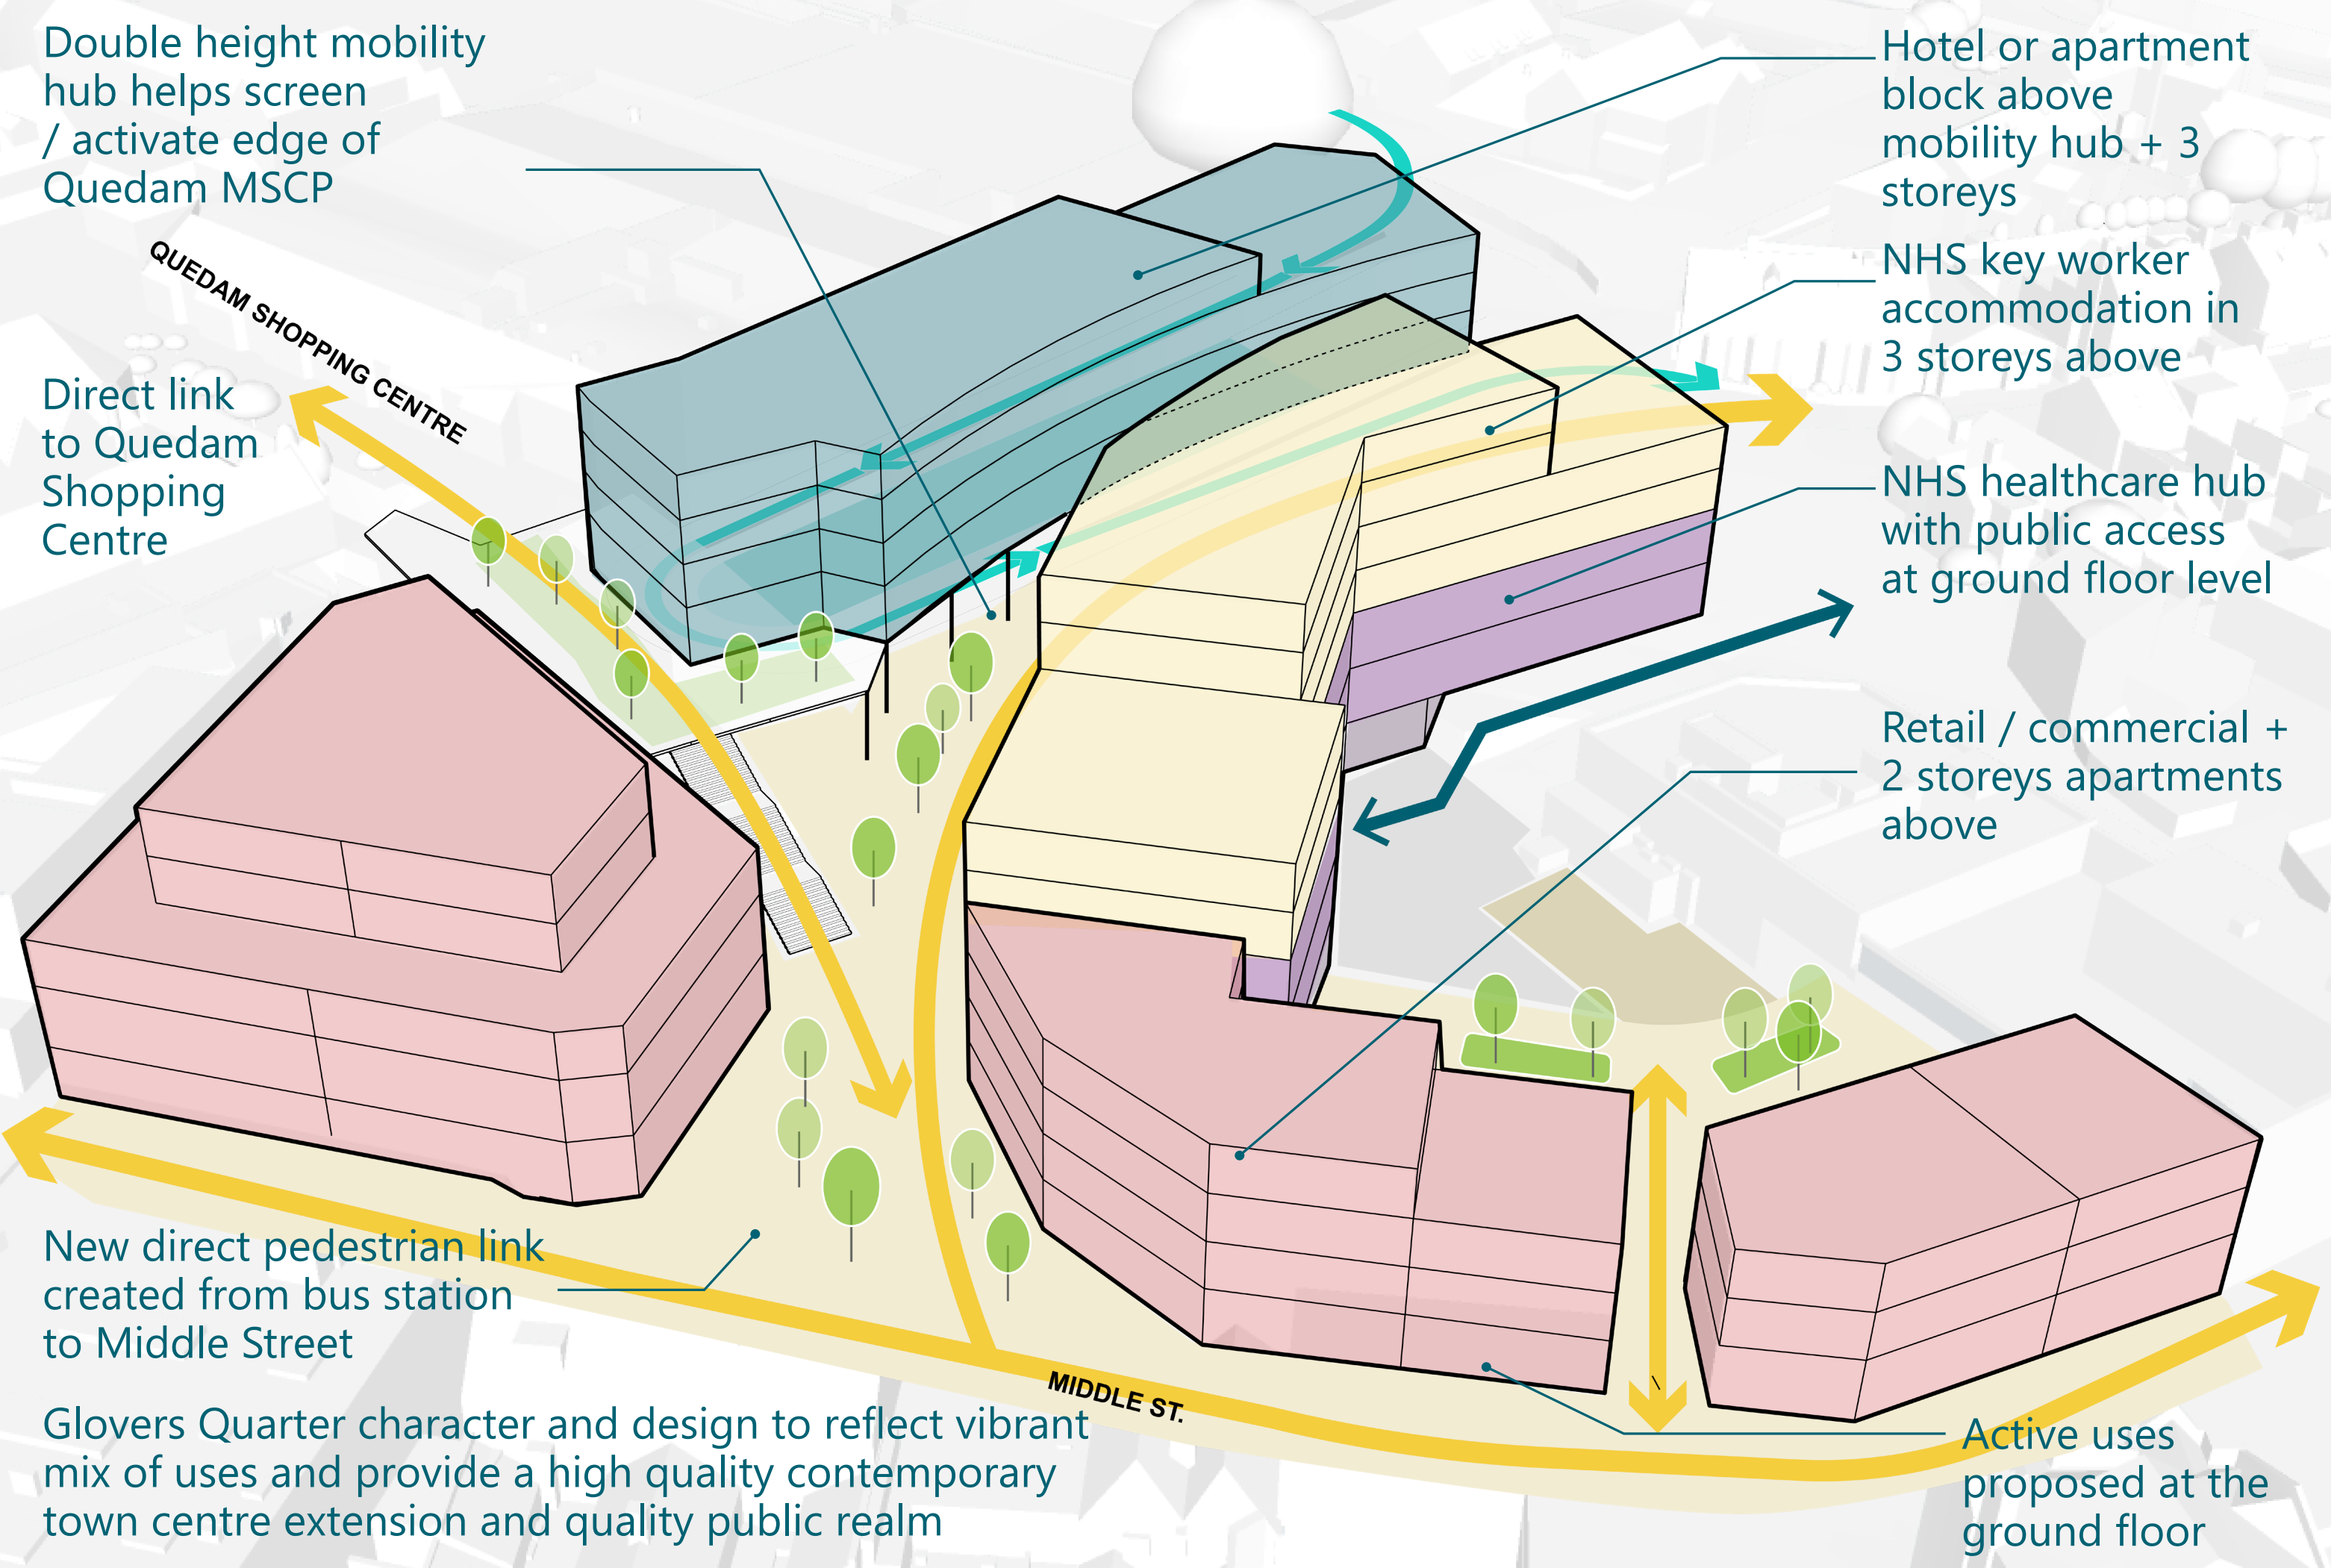 Double height mobility
hub helps screen
/ activate edge of
Quedam MSCP
Hotel or apartment
block above
mobility hub + 3
storeys
QUEDAM SHOPPING CENTRE
NHS key worker
accommodation in
3 storeys above
Direct link
to Quedam
Shopping
Centre
NHS healthcare hub
with public access
at ground floor level
Retail / commercial +
2 storeys apartments
above
New direct pedestrian link
created from bus station
to Middle Street
MIDDLE ST.
Glovers Quarter character and design to reflect vibrant
mix of uses and provide a high quality contemporary
town centre extension and quality public realm
Active uses
proposed at the
ground floor